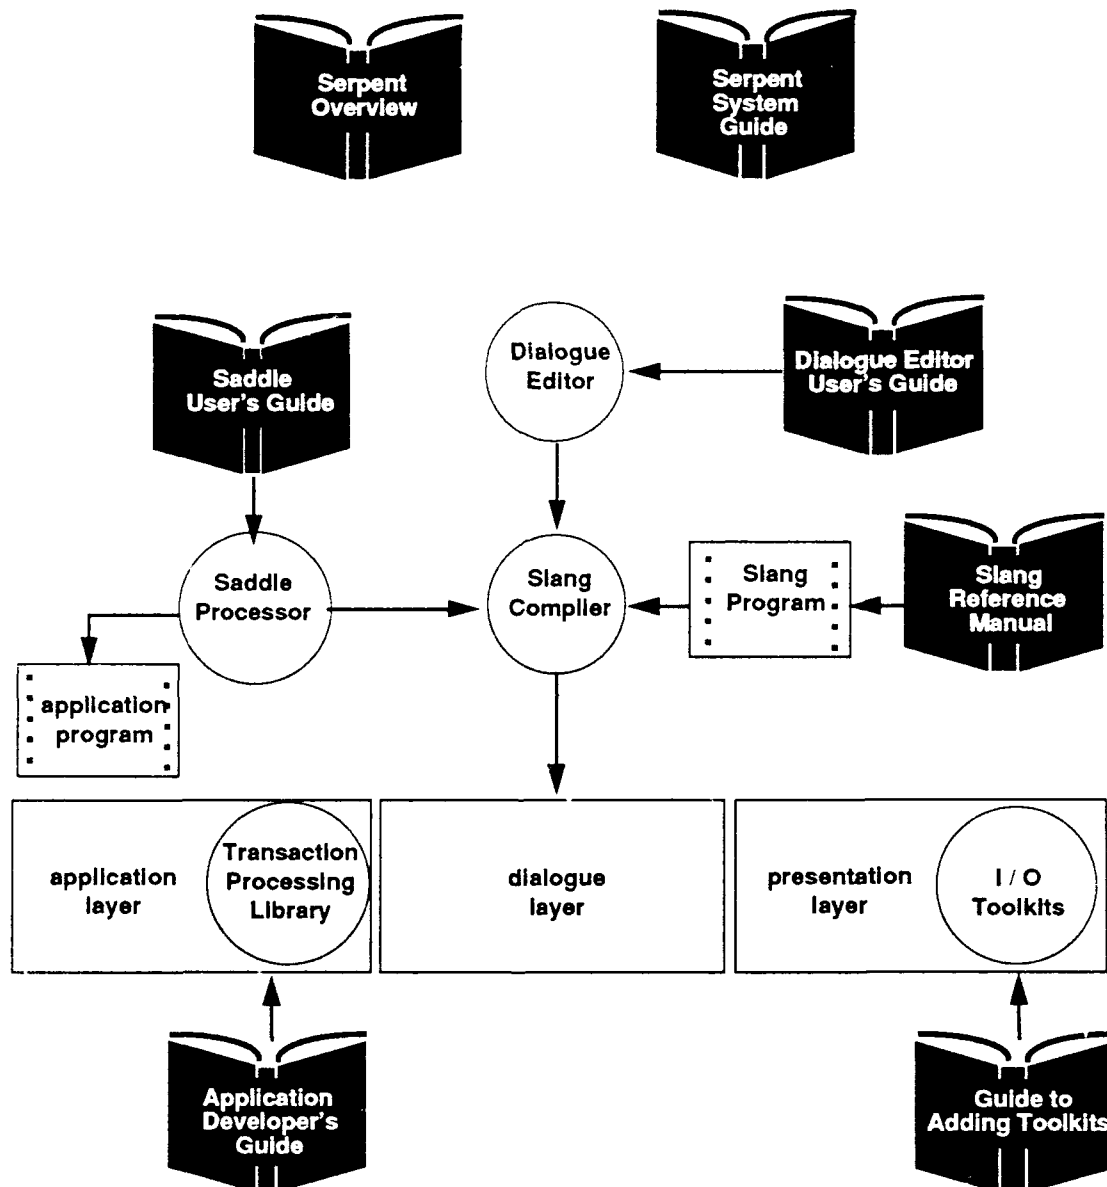 Serpent
Overview
Serpent
System
Guide
Saddle
User's Guide
Dialogue
Editor
Dialogue Editor
User's Guide
Saddle
Processor
Slang
Complier
Slang
Program
Slang
Reference
Manual
application
program
application
layer
Transaction
Processing
Library
dialogue
layer
presentation
layer
I / O
Toolkits
Application
Developer's
Guide
Guide to
Adding Toolkits